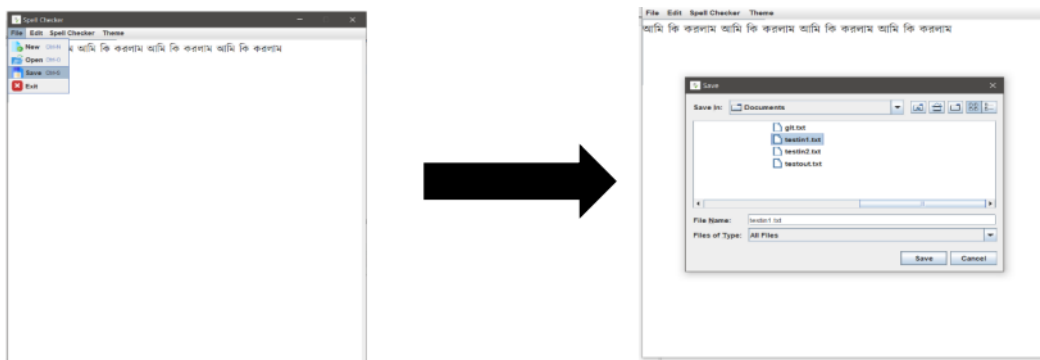 Spell Checker
File Edit Spell Checker Theme
New Ctrl+N
আমি কি করলাম আমি কি করলাম
Open
Save Ctrl+S
Exit
File Edit Spell Checker Theme
আমি কি করলাম আমি কি করলাম আমি কি করলাম আমি কি করলাম
Save
Save In: Documents
git.txt
testin1.txt
testin2.txt
testout.txt
File Name: testin1.txt
Files of Type: All Files
Save Cancel